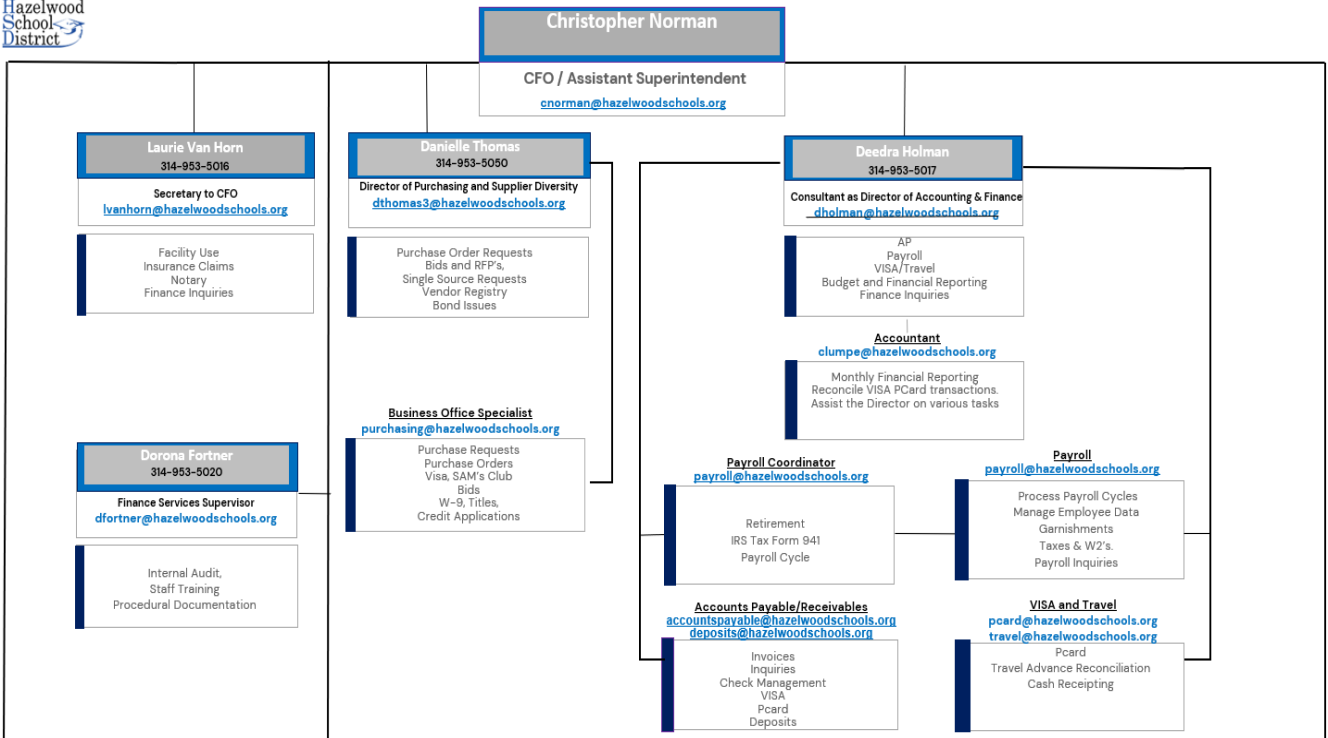 Hazelwood
School
District
Christopher Norman
CFO / Assistant Superintendent
cnorman@hazelwoodschools.org
Laurie Van Horn
314-953-5016
Secretary to CFO
lvanhorn@hazelwoodschools.org
Facility Use
Insurance Claims
Notary
Finance Inquiries
Dorona Fortner
314-953-5020
Finance Services Supervisor
dfortner@hazelwoodschools.org
Internal Audit,
Staff Training
Procedural Documentation
Danielle Thomas
314-953-5050
Director of Purchasing and Supplier Diversity
dthomas3@hazelwoodschools.org
Purchase Order Requests
Bids and RFP's,
Single Source Requests
Vendor Registry
Bond Issues
Business Office Specialist
purchasing@hazelwoodschools.org
Purchase Requests
Purchase Orders
Visa, SAM's Club
Bids
W-9, Titles,
Credit Applications
Deedra Holman
314-953-5017
Consultant as Director of Accounting & Finance
dholman@hazelwoodschools.org
AP
Payroll
VISA/Travel
Budget and Financial Reporting
Finance Inquiries
Accountant
clumpe@hazelwoodschools.org
Monthly Financial Reporting
Reconcile VISA PCard transactions.
Assist the Director on various tasks
Payroll Coordinator
payroll@hazelwoodschools.org
Retirement
IRS Tax Form 941
Payroll Cycle
Payroll
payroll@hazelwoodschools.org
Process Payroll Cycles
Manage Employee Data
Garnishments
Taxes & W2's.
Payroll Inquiries
Accounts Payable/Receivables
accountspayable@hazelwoodschools.org
deposits@hazelwoodschools.org
Invoices
Inquiries
Check Management
VISA
Pcard
Deposits
VISA and Travel
pcard@hazelwoodschools.org
travel@hazelwoodschools.org
Pcard
Travel Advance Reconciliation
Cash Receipting